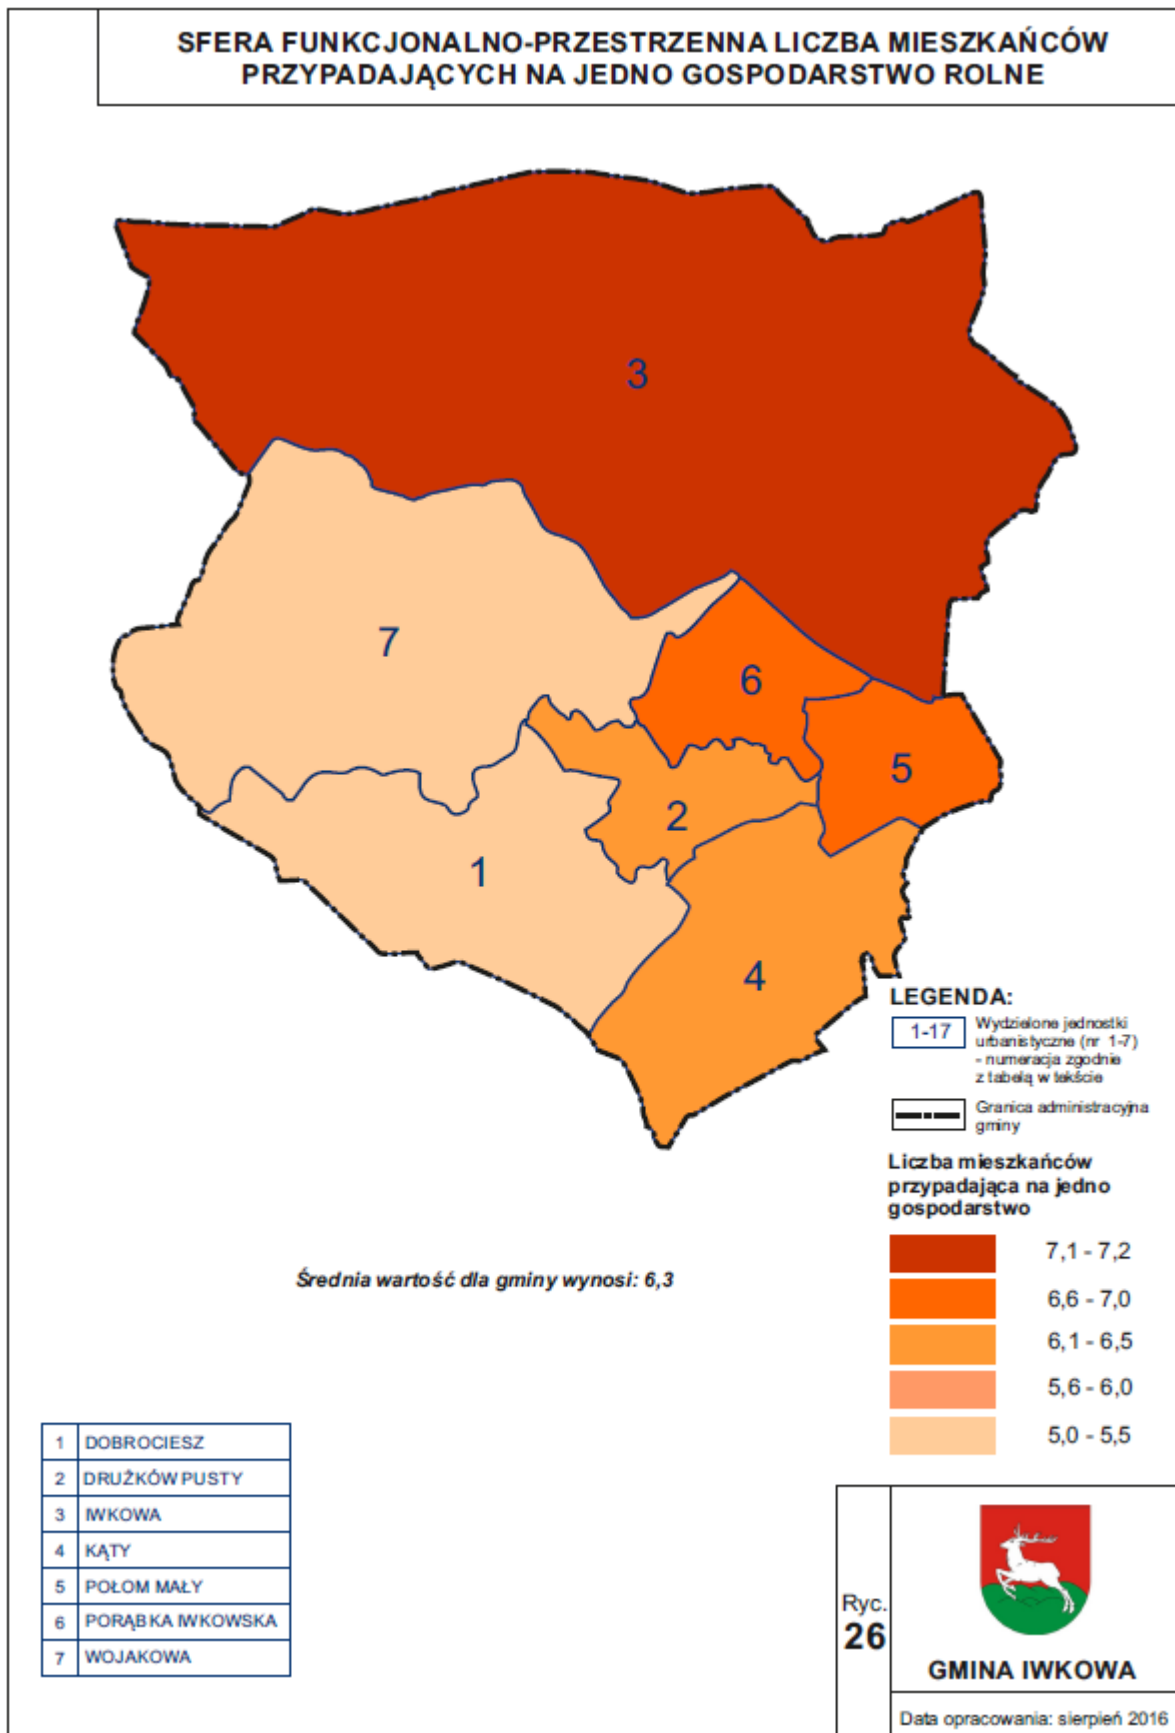 SFERA FUNKCJONALNO-PRZESTRZENNA LICZBA MIESZKAŃCÓW
PRZYPADAJĄCYCH NA JEDNO GOSPODARSTWO ROLNE
3
7
6
5
2
1
4
LEGENDA:
1-17
Wydzielone jednostki
urbanistyczne (nr 1-7)
- numeracja zgodnie
z tabelą w tekście
Granica administracyjna
gminy
Liczba mieszkańców
przypadająca na jedno
gospodarstwo
7,1 - 7,2
6,6 - 7,0
6,1 - 6,5
5,6 - 6,0
5,0 - 5,5
Średnia wartość dla gminy wynosi: 6,3
1 DOBROCIESZ
2 DRUŻKÓW PUSTY
3 IWKOWA
4 KĄTY
5 POŁOM MAŁY
6 PORĄBKA IWKOWSKA
7 WOJAKOWA
Ryc.
26
GMINA IWKOWA
Data opracowania: sierpień 2016